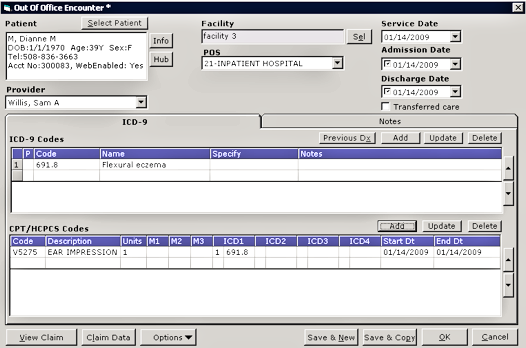 Out Of Office Encounter *
Patient
Select Patient
M, Dianne M
DOB:1/1/1970 Age:39Y Sex:F
Tel:508-836-3663
Acct No:300083, WebEnabled: Yes
Info
Hub
Provider
Willis, Sam A
Facility
facility 3
Sel
POS
21-INPATIENT HOSPITAL
Service Date
01/14/2009
Admission Date
01/14/2009
Discharge Date
01/14/2009
Transferred care
ICD-9
Notes
ICD-9 Codes
Previous Dx
Add
Update
Delete
P Code Name Specify Notes
1 691.8 Flexural eczema
CPT/HCPCS Codes
Add
Update
Delete
Code Description Units M1 M2 M3 ICD1 ICD2 ICD3 ICD4 Start Dt End Dt
V5275 EAR IMPRESSION 1 1 691.8 01/14/2009 01/14/2009
View Claim
Claim Data
Options
Save & New
Save & Copy
OK
Cancel